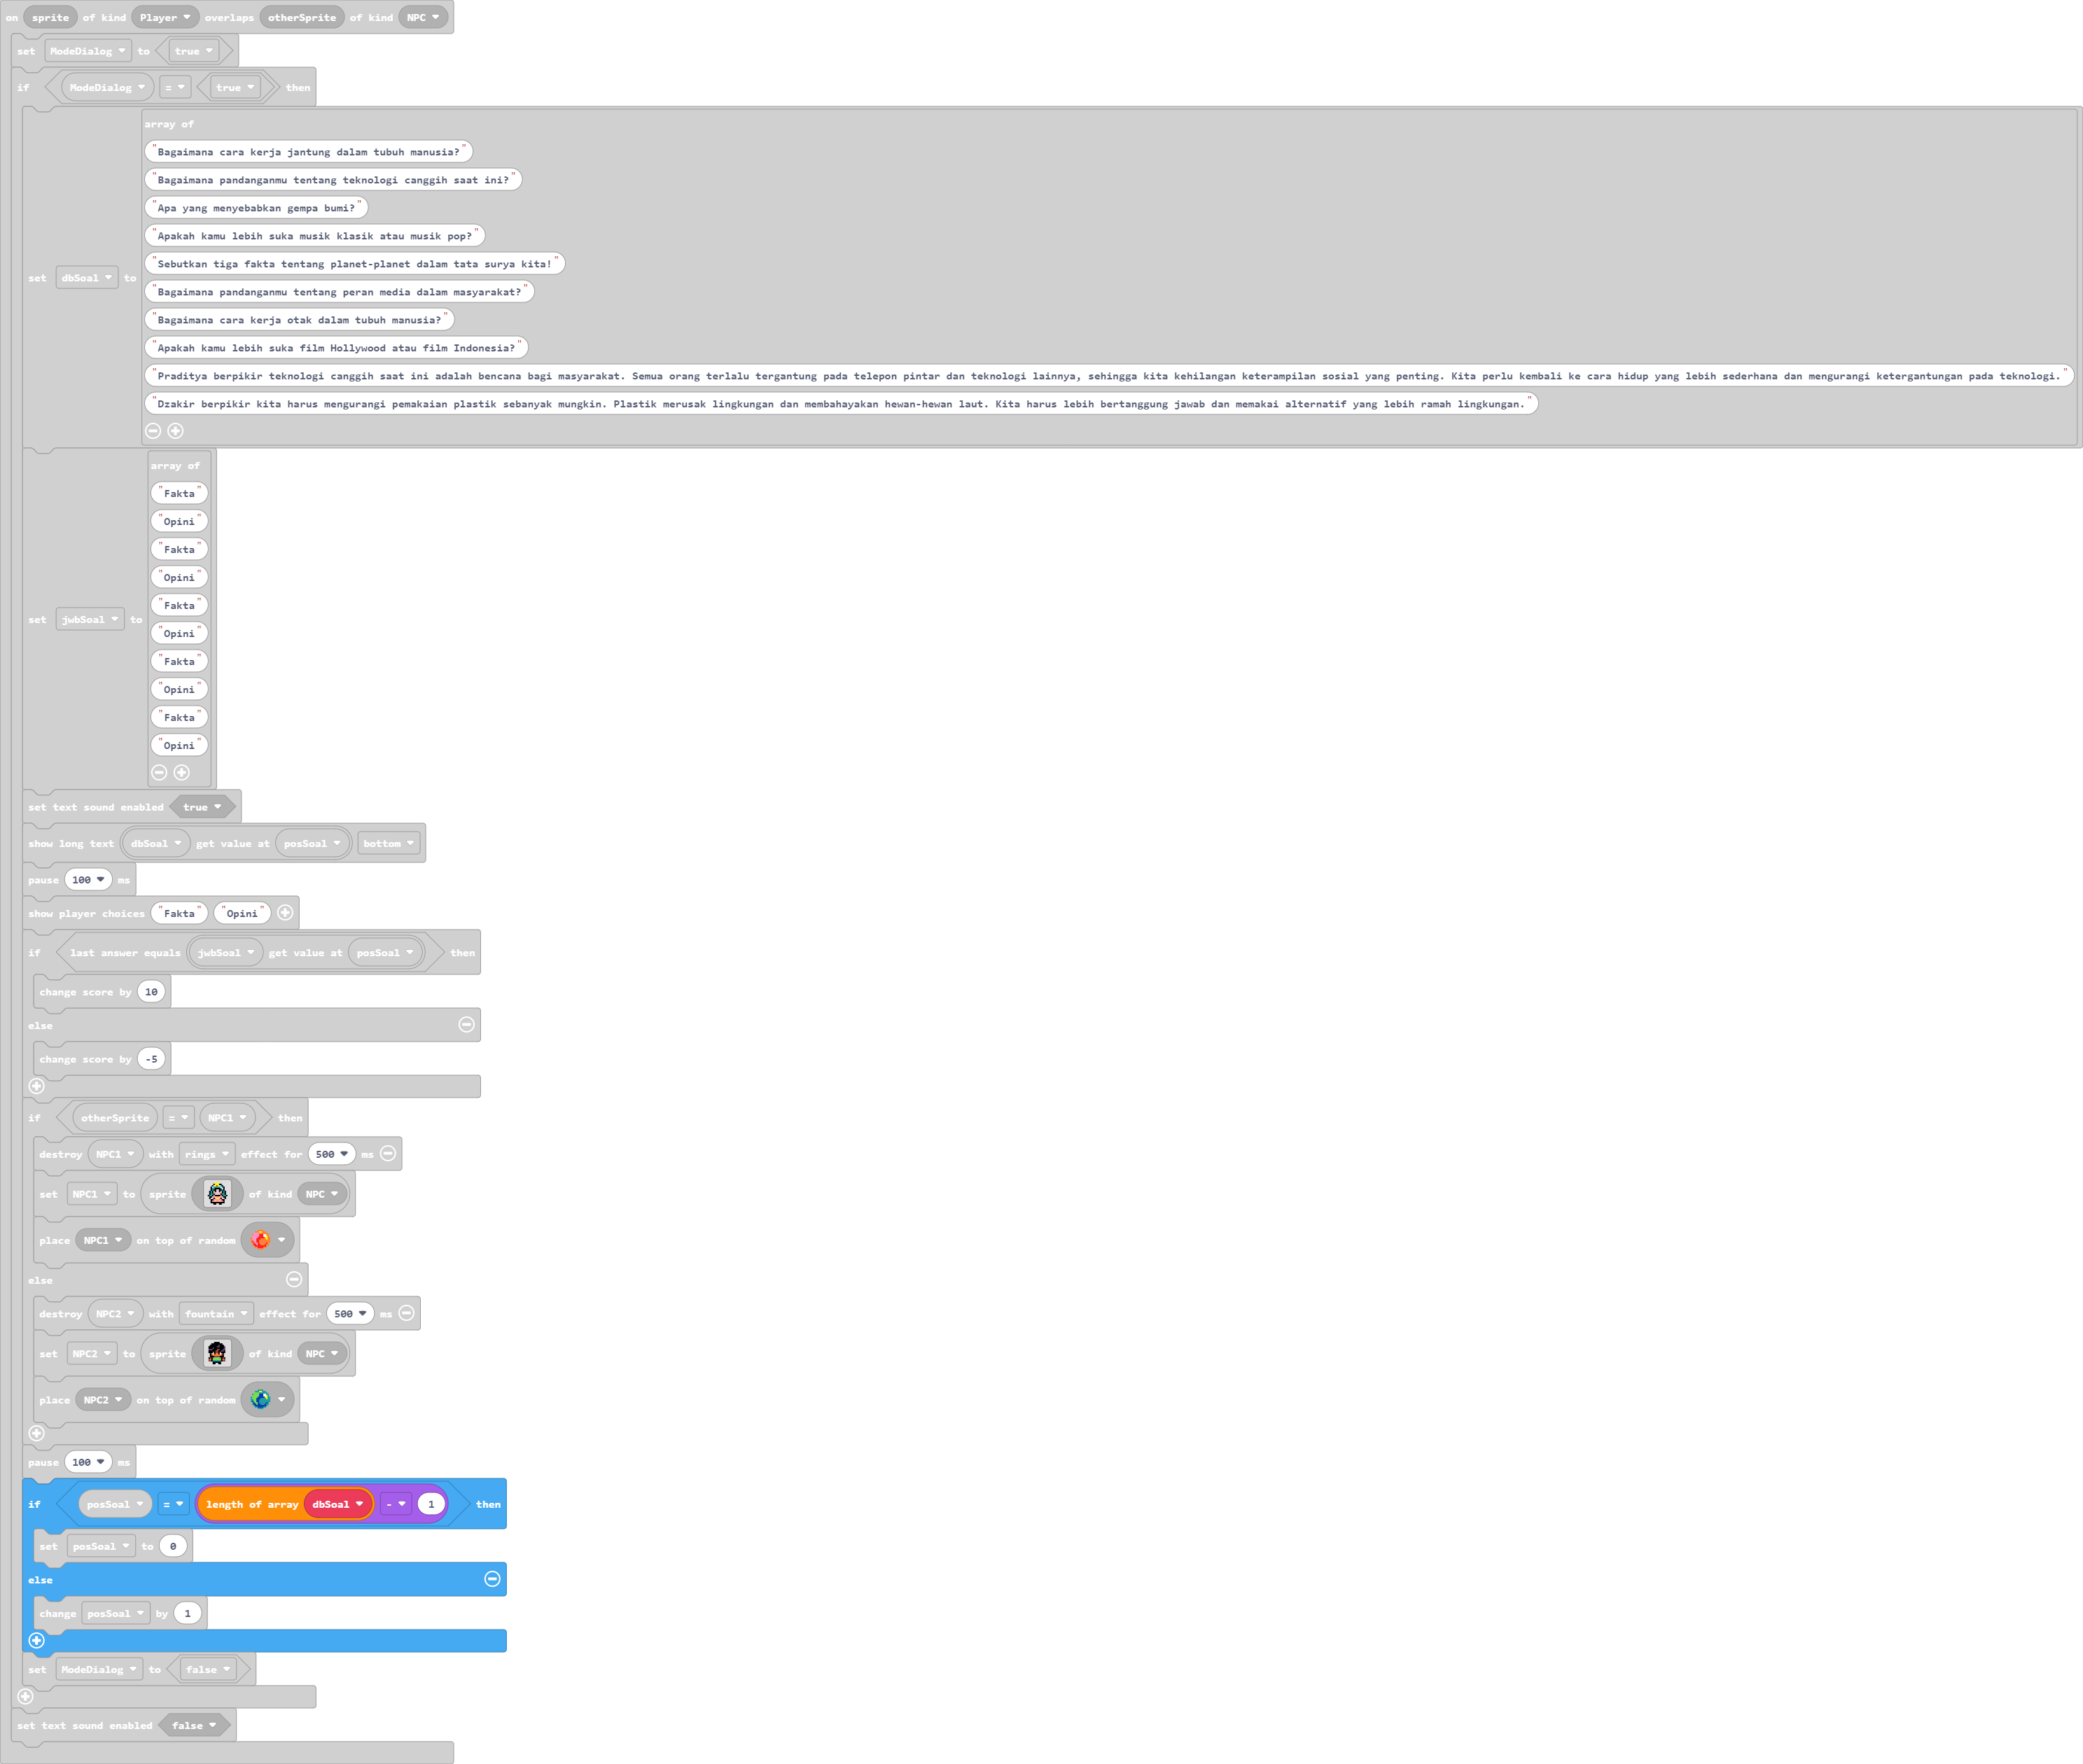 on sprite of kind Player overlaps otherSprite of kind NPC
set ModeDialog to true
if ModeDialog = true then
array of
"Bagaimana cara kerja jantung dalam tubuh manusia?"
"Bagaimana pandanganmu tentang teknologi canggih saat ini?"
"Apa yang menyebabkan gempa bumi?"
"Apakah kamu lebih suka musik klasik atau musik pop?"
"Sebutkan tiga fakta tentang planet-planet dalam tata surya kita!"
set dbSoal to
"Bagaimana pandanganmu tentang peran media dalam masyarakat?"
"Bagaimana cara kerja otak dalam tubuh manusia?"
"Apakah kamu lebih suka film Hollywood atau film Indonesia?"
"Praditya berpikir teknologi canggih saat ini adalah bencana bagi masyarakat. Semua orang terlalu tergantung pada telepon pintar dan teknologi lainnya, sehingga kita kehilangan keterampilan sosial yang penting. Kita perlu kembali ke cara hidup yang lebih sederhana dan mengurangi ketergantungan pada teknologi."
"Dzakir berpikir kita harus mengurangi pemakaian plastik sebanyak mungkin. Plastik merusak lingkungan dan membahayakan hewan-hewan laut. Kita harus lebih bertanggung jawab dan memakai alternatif yang lebih ramah lingkungan."
array of
"Fakta"
"Opini"
"Fakta"
"Opini"
"Fakta"
set jwbSoal to
"Opini"
"Fakta"
"Opini"
"Fakta"
"Opini"
set text sound enabled true
show long text dbSoal get value at posSoal bottom
pause 100 ms
show player choices "Fakta" "Opini"
if last answer equals jwbSoal get value at posSoal then
change score by 10
else
change score by -5
if otherSprite = NPC1 then
destroy NPC1 with rings effect for 500 ms
set NPC1 to sprite of kind NPC
place NPC1 on top of random
else
destroy NPC2 with fountain effect for 500 ms
set NPC2 to sprite of kind NPC
place NPC2 on top of random
pause 100 ms
if posSoal = length of array dbSoal - 1 then
set posSoal to 0
else
change posSoal by 1
set ModeDialog to false
set text sound enabled false